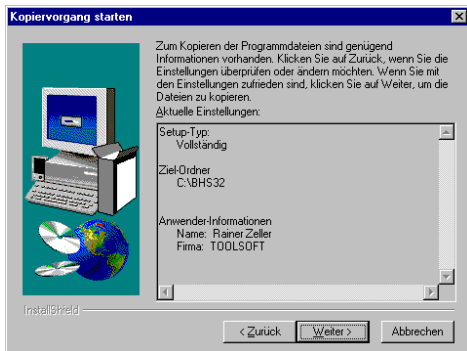 Kopiervorgang starten
Zum Kopieren der Programmdateien sind genügend
Informationen vorhanden. Klicken Sie auf Zurück, wenn Sie die
Einstellungen überprüfen oder ändern möchten. Wenn Sie mit
den Einstellungen zufrieden sind, klicken Sie auf Weiter, um die
Dateien zu kopieren.
Aktuelle Einstellungen:
Setup-Typ:
Vollständig
Ziel-Ordner
C:\BHS32
Anwender-Informationen
Name: Rainer Zeller
Firma: TOOLSOFT
InstallShield
< Zurück
Weiter >
Abbrechen